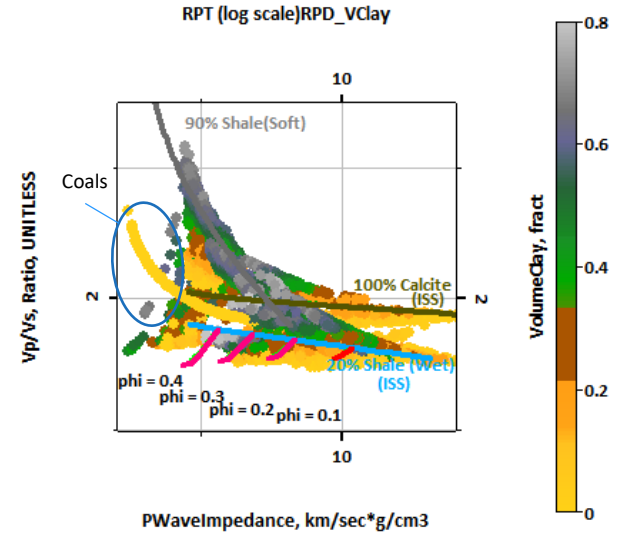 RPT (log scale)RPD_VClay
10
90% Shale(Soft)
Coals
100% Calcite
(ISS)
2
2
20% Shale (Wet)
(ISS)
phi = 0.4
phi = 0.3
phi = 0.2
phi = 0.1
10
PWaveImpedance, km/sec*g/cm3
Vp/Vs, Ratio, UNITLESS
0.8
0.6
0.4
0.2
0
VolumeClay, fract